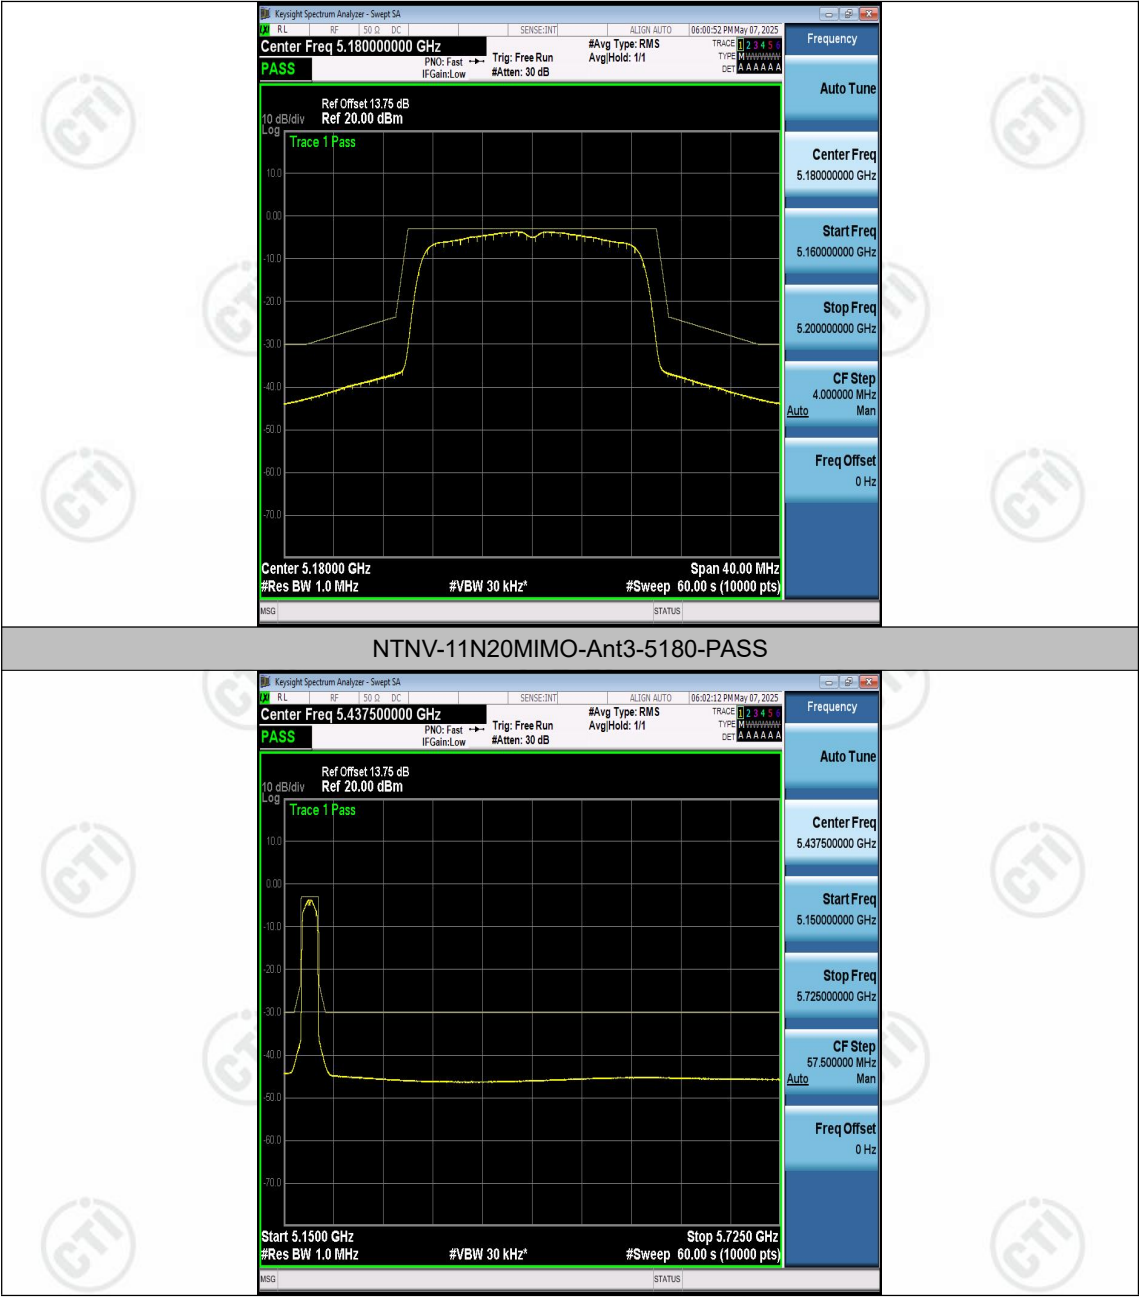 Keysight Spectrum Analyzer - Swept SA
RL RF 50 Ω DC SENSE:INT ALIGN AUTO 06:00:52 PM May 07, 2025
Center Freq 5.180000000 GHz
PASS
PNO: Fast
IFGain:Low
Trig: Free Run
#Atten: 30 dB
#Avg Type: RMS
Avg|Hold: 1/1
TRACE 1 2 3 4 5 6
TYPE M WWWWW
DET A A A A A A
Ref Offset 13.75 dB
10 dB/div Ref 20.00 dBm
Log
Trace 1 Pass
10.0
0.00
-10.0
-20.0
-30.0
-40.0
-50.0
-60.0
-70.0
Center 5.18000 GHz Span 40.00 MHz
#Res BW 1.0 MHz #VBW 30 kHz* #Sweep 60.00 s (10000 pts)
MSG STATUS
Frequency
Auto Tune
Center Freq
5.180000000 GHz
Start Freq
5.160000000 GHz
Stop Freq
5.200000000 GHz
CF Step
4.000000 MHz
Auto Man
Freq Offset
0 Hz
NTNV-11N20MIMO-Ant3-5180-PASS
Keysight Spectrum Analyzer - Swept SA
RL RF 50 Ω DC SENSE:INT ALIGN AUTO 06:02:12 PM May 07, 2025
Center Freq 5.437500000 GHz
PASS
PNO: Fast
IFGain:Low
Trig: Free Run
#Atten: 30 dB
#Avg Type: RMS
Avg|Hold: 1/1
TRACE 1 2 3 4 5 6
TYPE M WWWWW
DET A A A A A A
Ref Offset 13.75 dB
10 dB/div Ref 20.00 dBm
Log
Trace 1 Pass
10.0
0.00
-10.0
-20.0
-30.0
-40.0
-50.0
-60.0
-70.0
Start 5.1500 GHz Stop 5.7250 GHz
#Res BW 1.0 MHz #VBW 30 kHz* #Sweep 60.00 s (10000 pts)
MSG STATUS
Frequency
Auto Tune
Center Freq
5.437500000 GHz
Start Freq
5.150000000 GHz
Stop Freq
5.725000000 GHz
CF Step
57.500000 MHz
Auto Man
Freq Offset
0 Hz
CTI
CTI
CTI
CTI
CTI
CTI
CTI
CTI